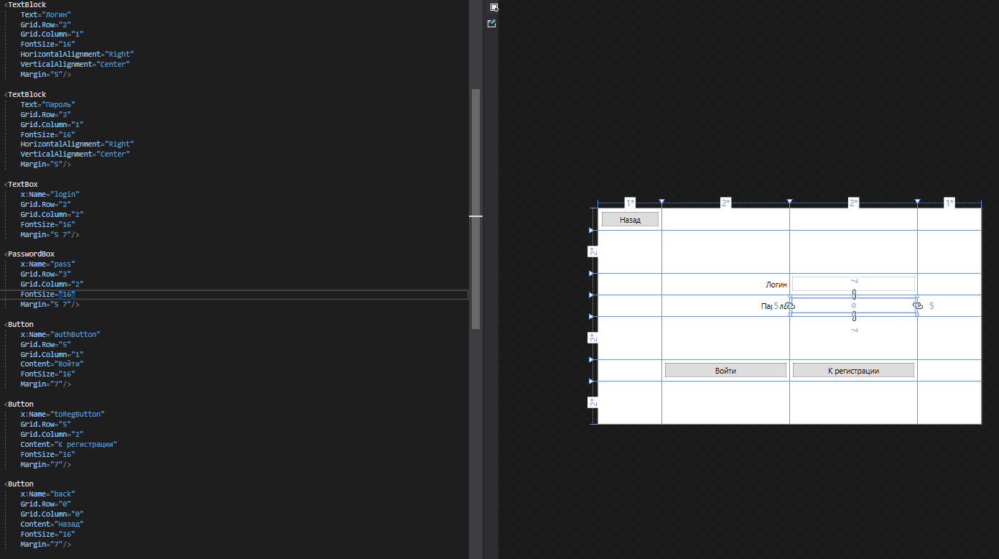 <TextBlock
Text="Логин"
Grid.Row="2"
Grid.Column="1"
FontSize="16"
HorizontalAlignment="Right"
VerticalAlignment="Center"
Margin="5"/>
<TextBlock
Text="Пароль"
Grid.Row="3"
Grid.Column="1"
FontSize="16"
HorizontalAlignment="Right"
VerticalAlignment="Center"
Margin="5"/>
<TextBox
x:Name="login"
Grid.Row="2"
Grid.Column="2"
FontSize="16"
Margin="5 7"/>
<PasswordBox
x:Name="pass"
Grid.Row="3"
Grid.Column="2"
FontSize="16"
Margin="5 7"/>
<Button
x:Name="authButton"
Grid.Row="5"
Grid.Column="1"
Content="Войти"
FontSize="16"
Margin="7"/>
<Button
x:Name="toRegButton"
Grid.Row="5"
Grid.Column="2"
Content="К регистрации"
FontSize="16"
Margin="7"/>
<Button
x:Name="back"
Grid.Row="0"
Grid.Column="0"
Content="Назад"
FontSize="16"
Margin="7"/>
1* 2* 2* 1*
Назад
2*
7
Логин
5 5
7
2*
Войти К регистрации
2*